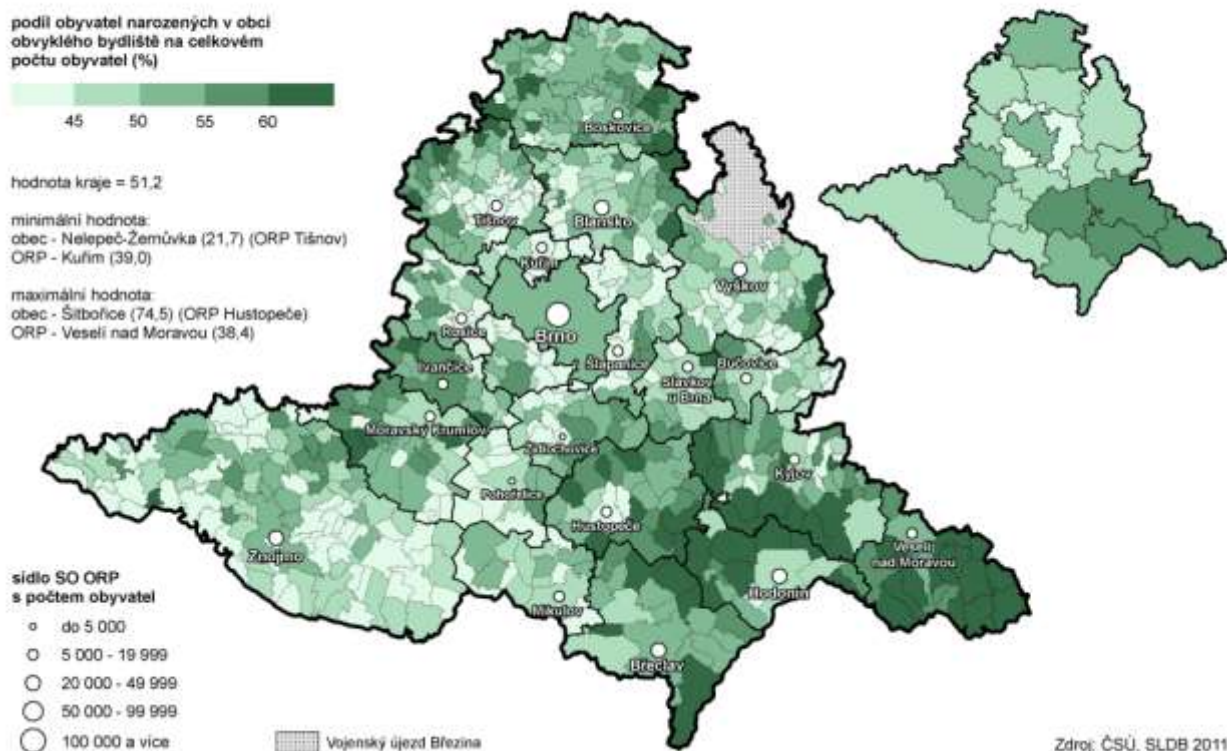 podíl obyvatel narozených v obci
obvyklého bydliště na celkovém
počtu obyvatel (%)
45 50 55 60
hodnota kraje = 51,2
minimální hodnota:
obec - Nelepeč-Žernůvka (21,7) (ORP Tišnov)
ORP - Kuřim (39,0)
maximální hodnota:
obec - Šitbořice (74,5) (ORP Hustopeče)
ORP - Veselí nad Moravou (38,4)
Boskovice
Tišnov
Blansko
Kuřim
Vyškov
Brno
Rosice
Šlapanice
Ivančice
Slavkov
u Brna
Bučovice
Moravský Krumlov
Židlochovice
Kyjov
Pohořelice
Hustopeče
Znojmo
Veselí
nad Moravou
Hodonín
Mikulov
Břeclav
sídlo SO ORP
s počtem obyvatel
do 5 000
5 000 - 19 999
20 000 - 49 999
50 000 - 99 999
100 000 a více
Vojenský újezd Březina
Zdroj: ČSÚ, SLDB 2011